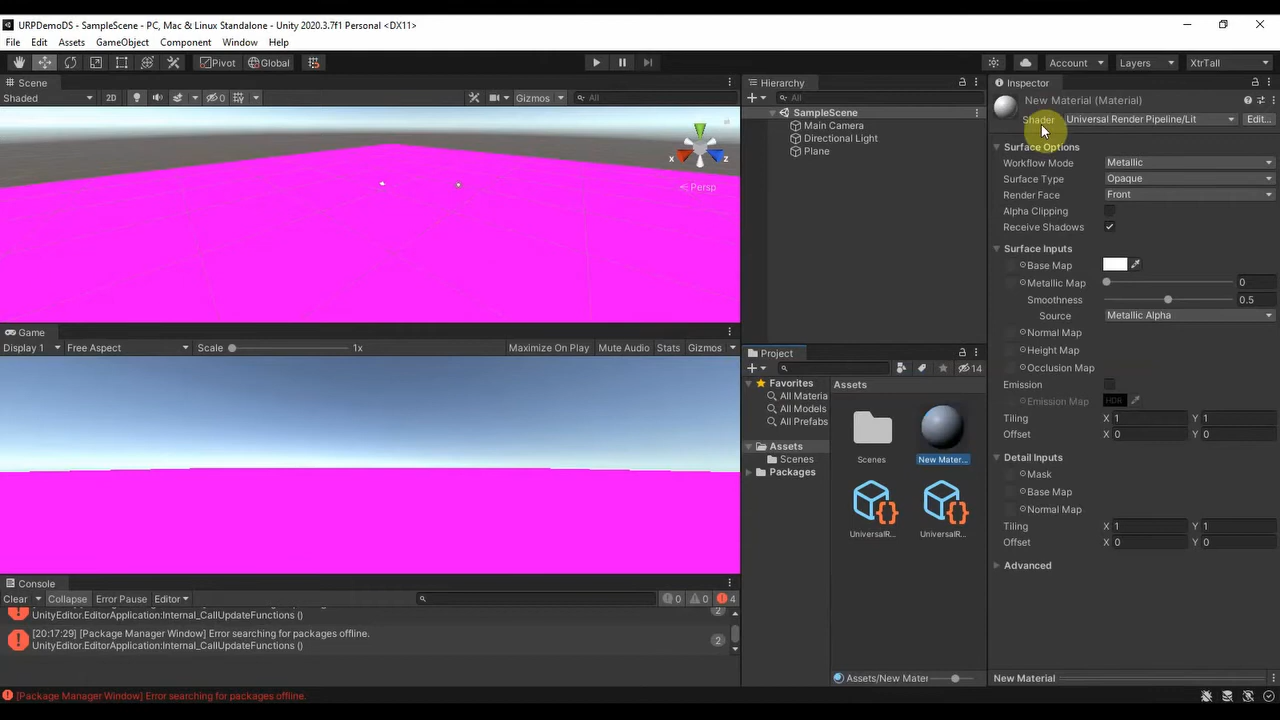 URPDemoDS - SampleScene - PC, Mac & Linux Standalone - Unity 2020.3.7f1 Personal <DX11>
File Edit Assets GameObject Component Window Help
Pivot Global Account Layers XtrTall
Scene
Shaded 2D 0 Gizmos All
x z
Persp
Game
Display 1 Free Aspect Scale 1x Maximize On Play Mute Audio Stats Gizmos
Console
Clear Collapse Error Pause Editor 0 0 4
UnityEditor.EditorApplication:Internal_CallUpdateFunctions () 2
[20:17:29] [Package Manager Window] Error searching for packages offline.
UnityEditor.EditorApplication:Internal_CallUpdateFunctions () 2
[Package Manager Window] Error searching for packages offline.
Hierarchy
All
SampleScene
Main Camera
Directional Light
Plane
Project
14
Favorites
All Materia
All Models
All Prefabs
Assets
Scenes
Packages
Assets
Scenes New Mater...
UniversalR... UniversalR...
Assets/New Mater
Inspector
New Material (Material)
Shader Universal Render Pipeline/Lit Edit...
Surface Options
Workflow Mode Metallic
Surface Type Opaque
Render Face Front
Alpha Clipping
Receive Shadows
Surface Inputs
Base Map
Metallic Map 0
Smoothness 0.5
Source Metallic Alpha
Normal Map
Height Map
Occlusion Map
Emission
Emission Map HDR
Tiling X 1 Y 1
Offset X 0 Y 0
Detail Inputs
Mask
Base Map
Normal Map
Tiling X 1 Y 1
Offset X 0 Y 0
Advanced
New Material